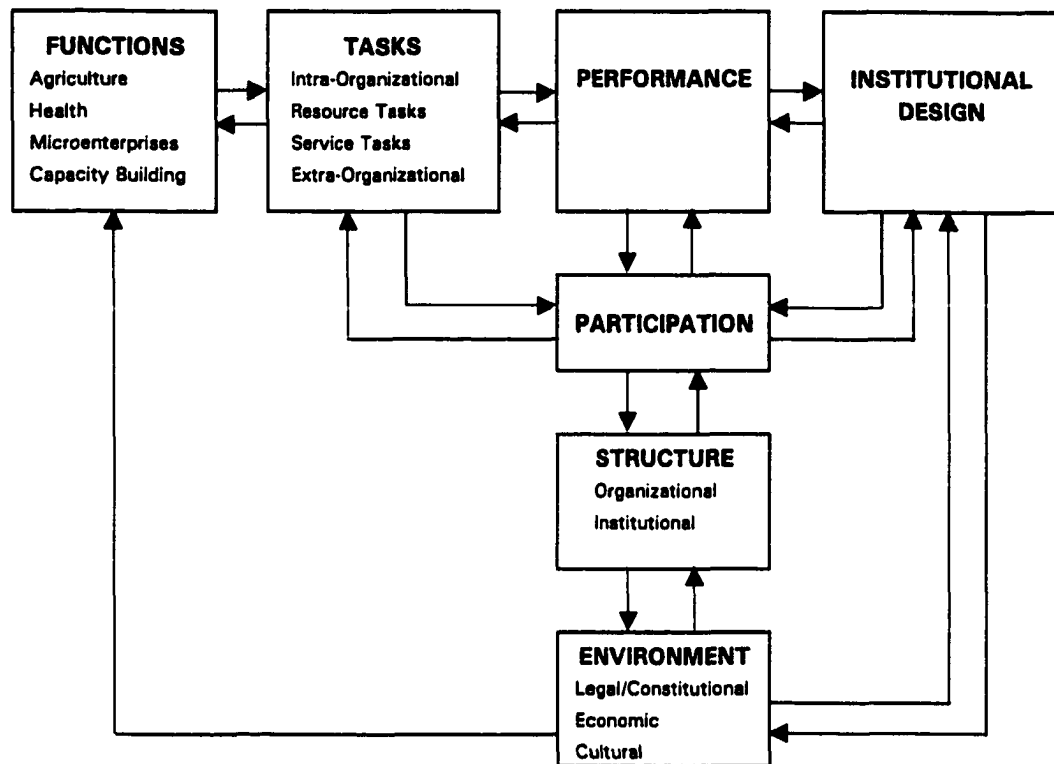 FUNCTIONS
Agriculture
Health
Microenterprises
Capacity Building
TASKS
Intra-Organizational
Resource Tasks
Service Tasks
Extra-Organizational
PERFORMANCE
INSTITUTIONAL
DESIGN
PARTICIPATION
STRUCTURE
Organizational
Institutional
ENVIRONMENT
Legal/Constitutional
Economic
Cultural